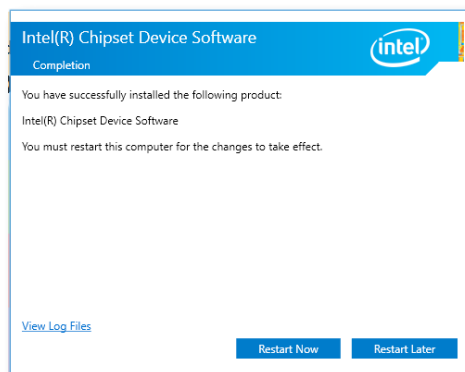 Intel(R) Chipset Device Software
(intel)
Completion
You have successfully installed the following product:
Intel(R) Chipset Device Software
You must restart this computer for the changes to take effect.
View Log Files
Restart Now
Restart Later